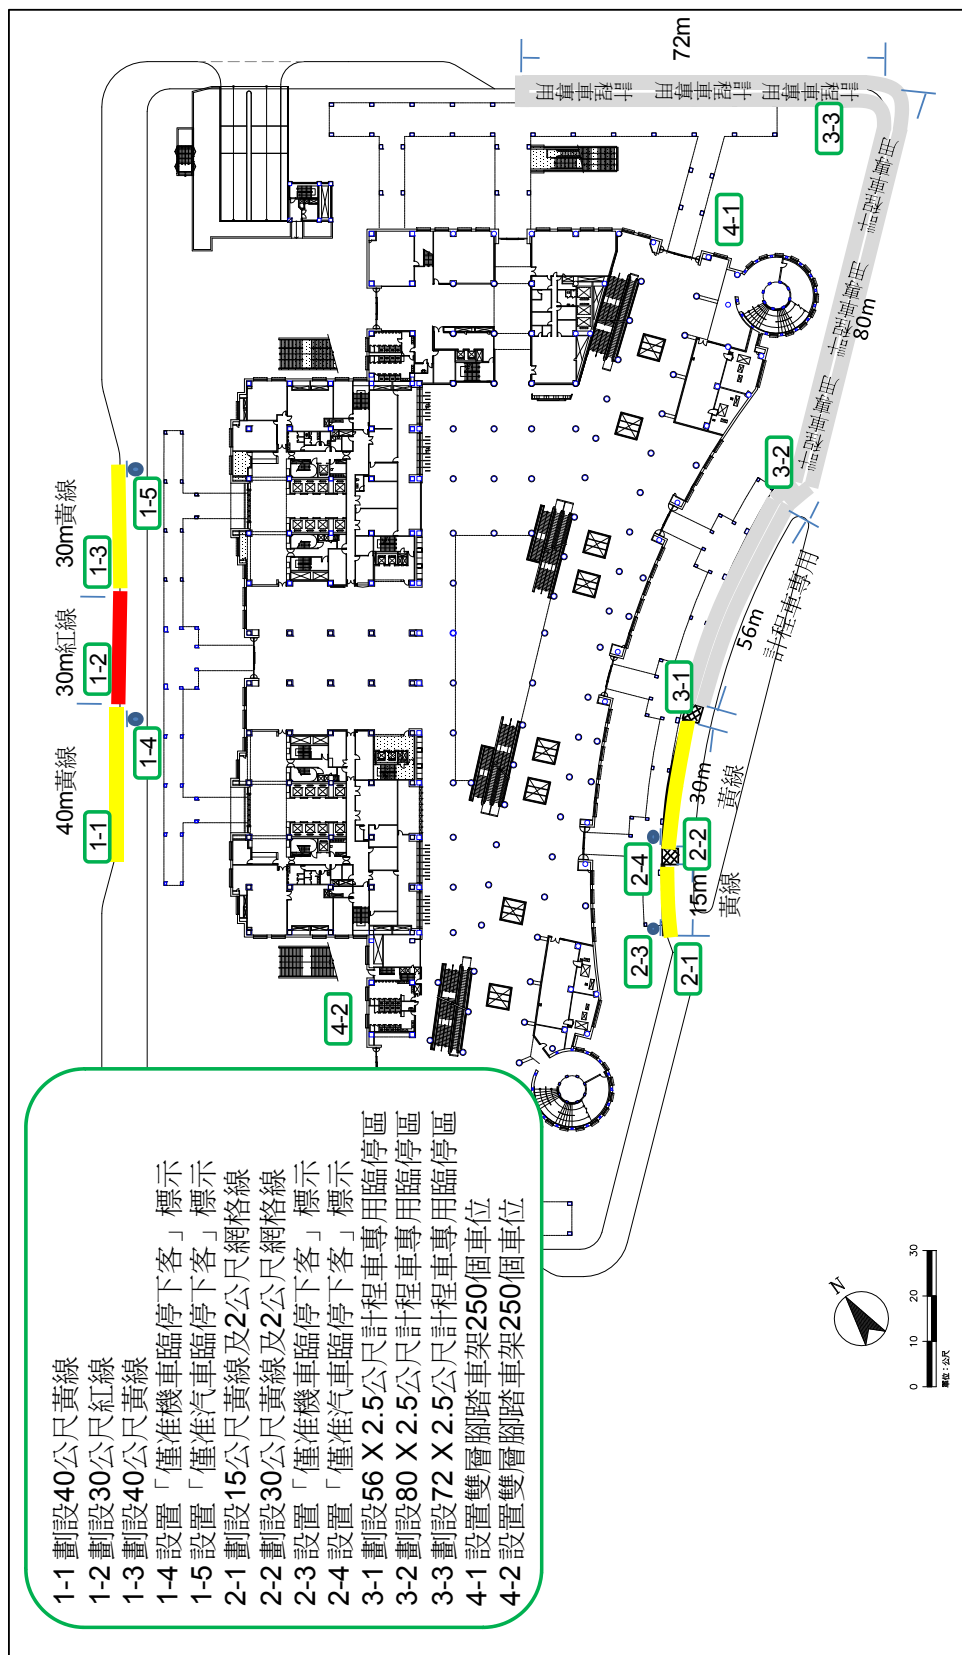 1-1 劃設40公尺黃線
1-2 劃設30公尺紅線
1-3 劃設40公尺黃線
1-4 設置「僅准機車臨停下客」標示
1-5 設置「僅准汽車臨停下客」標示
2-1 劃設15公尺黃線及2公尺網格線
2-2 劃設30公尺黃線及2公尺網格線
2-3 設置「僅准機車臨停下客」標示
2-4 設置「僅准汽車臨停下客」標示
3-1 劃設56 X 2.5公尺計程車專用臨停區
3-2 劃設80 X 2.5公尺計程車專用臨停區
3-3 劃設72 X 2.5公尺計程車專用臨停區
4-1 設置雙層腳踏車架250個車位
4-2 設置雙層腳踏車架250個車位
40m黃線
30m紅線
30m黃線
1-1
1-2
1-3
1-4
1-5
4-2
4-1
2-3
2-4
2-1
2-2
15m
黃線
30m
黃線
3-1
56m
計程車專用
3-2
計程車專用
計程車專用
計程車專用
80m
3-3
計程車專用
計程車專用
計程車專用
72m
N
0 10 20 30
單位：公尺